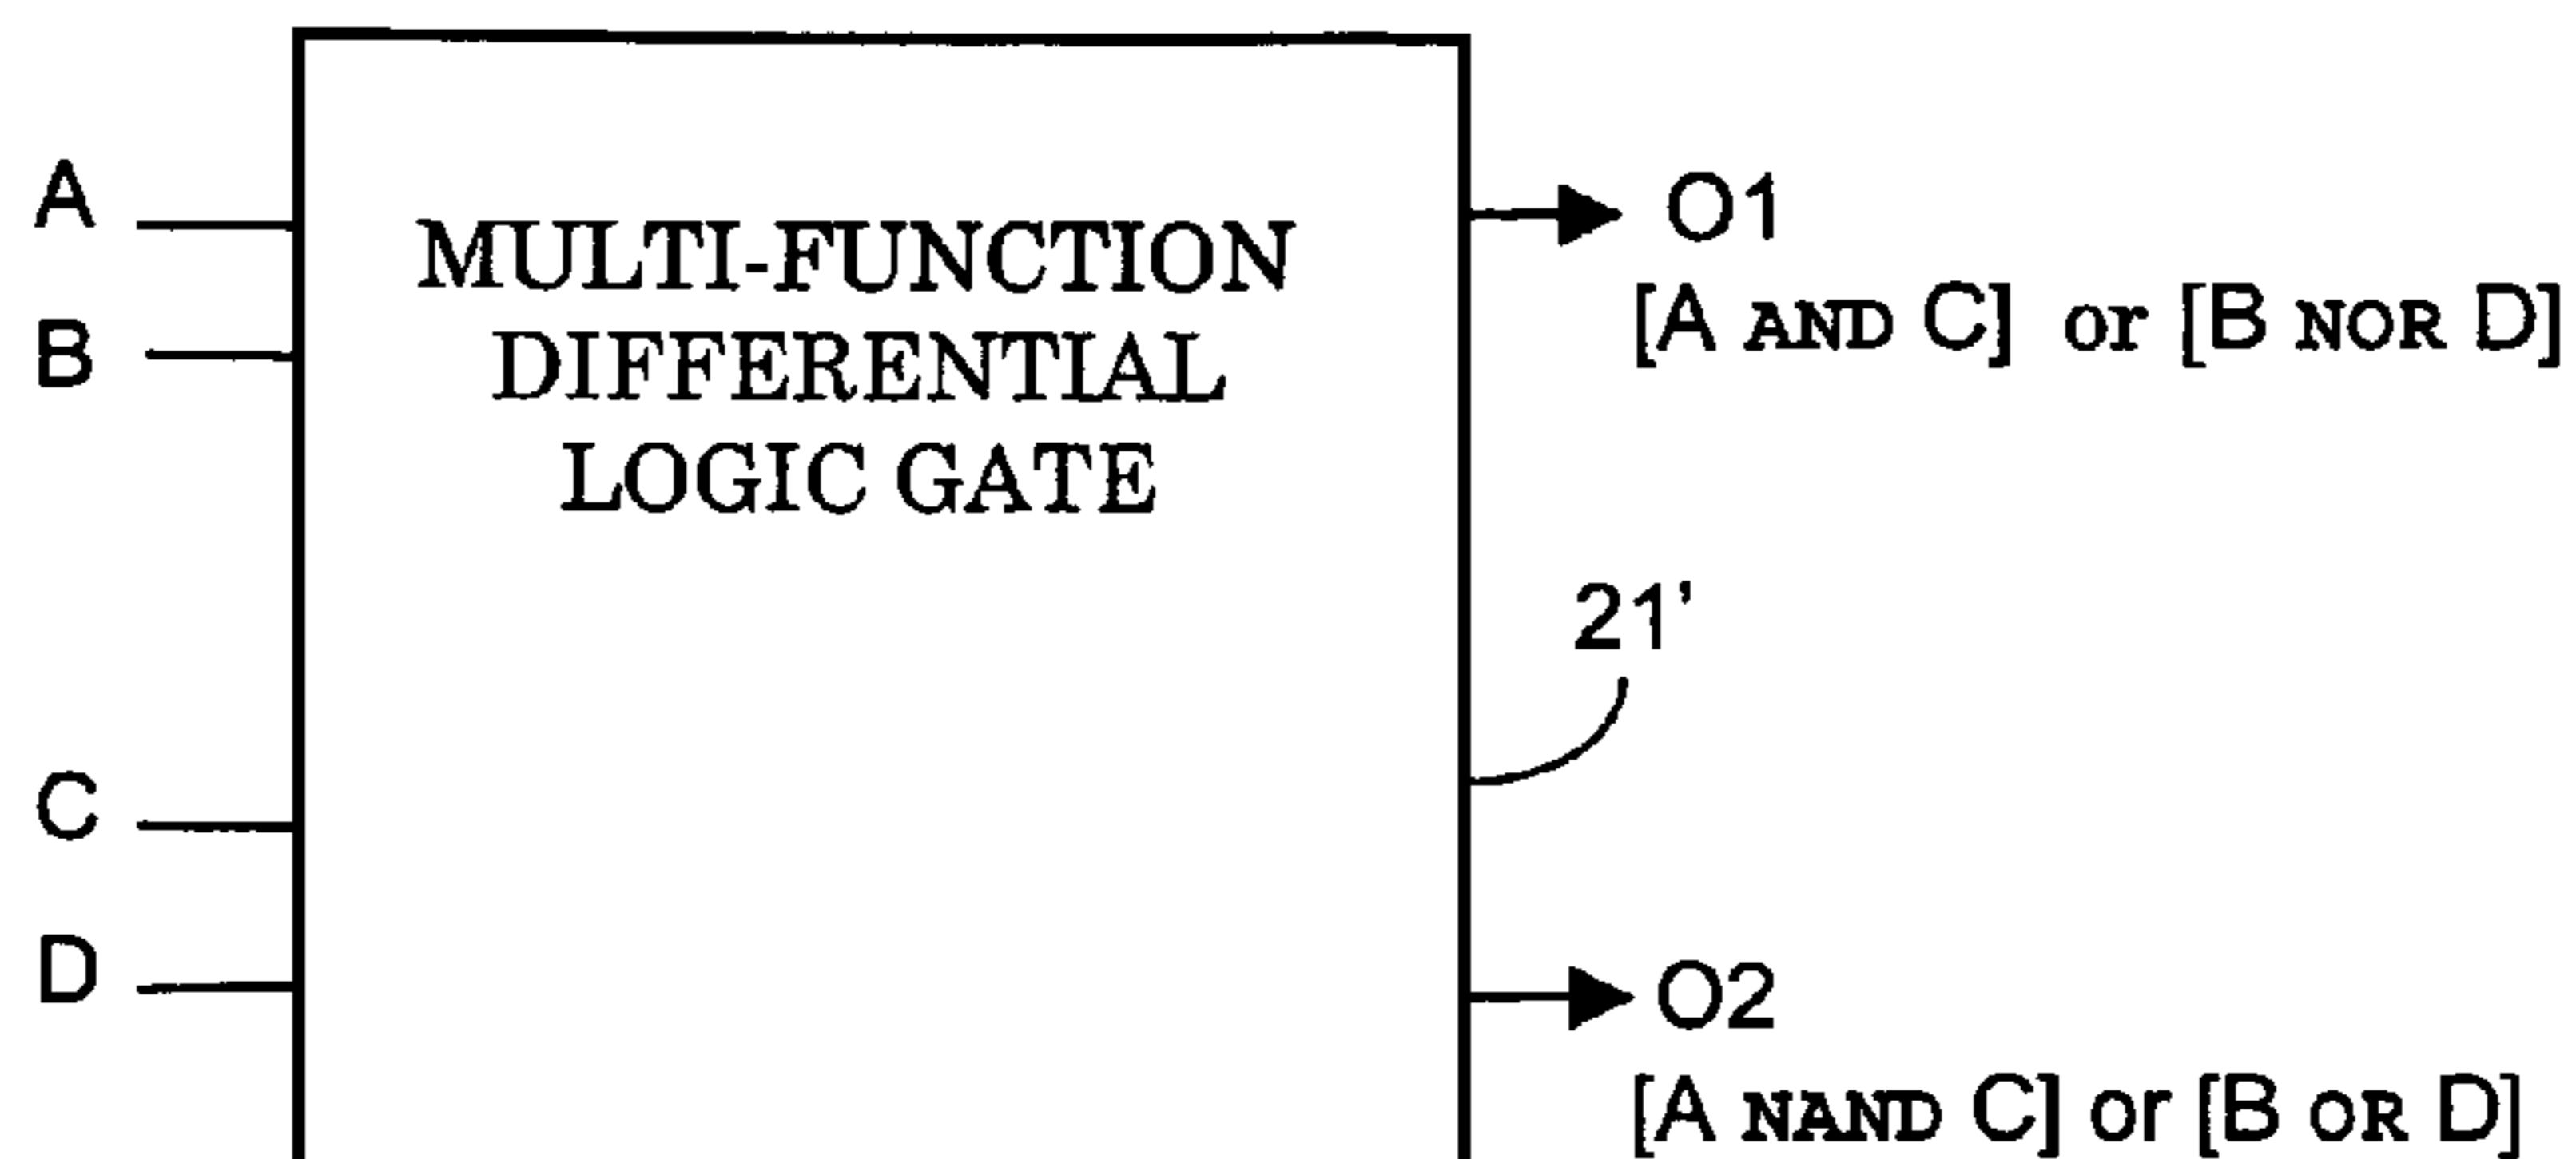 A
B
MULTI-FUNCTION
DIFFERENTIAL
LOGIC GATE
O1
[A AND C] or [B NOR D]
21'
C
D
O2
[A NAND C] or [B OR D]